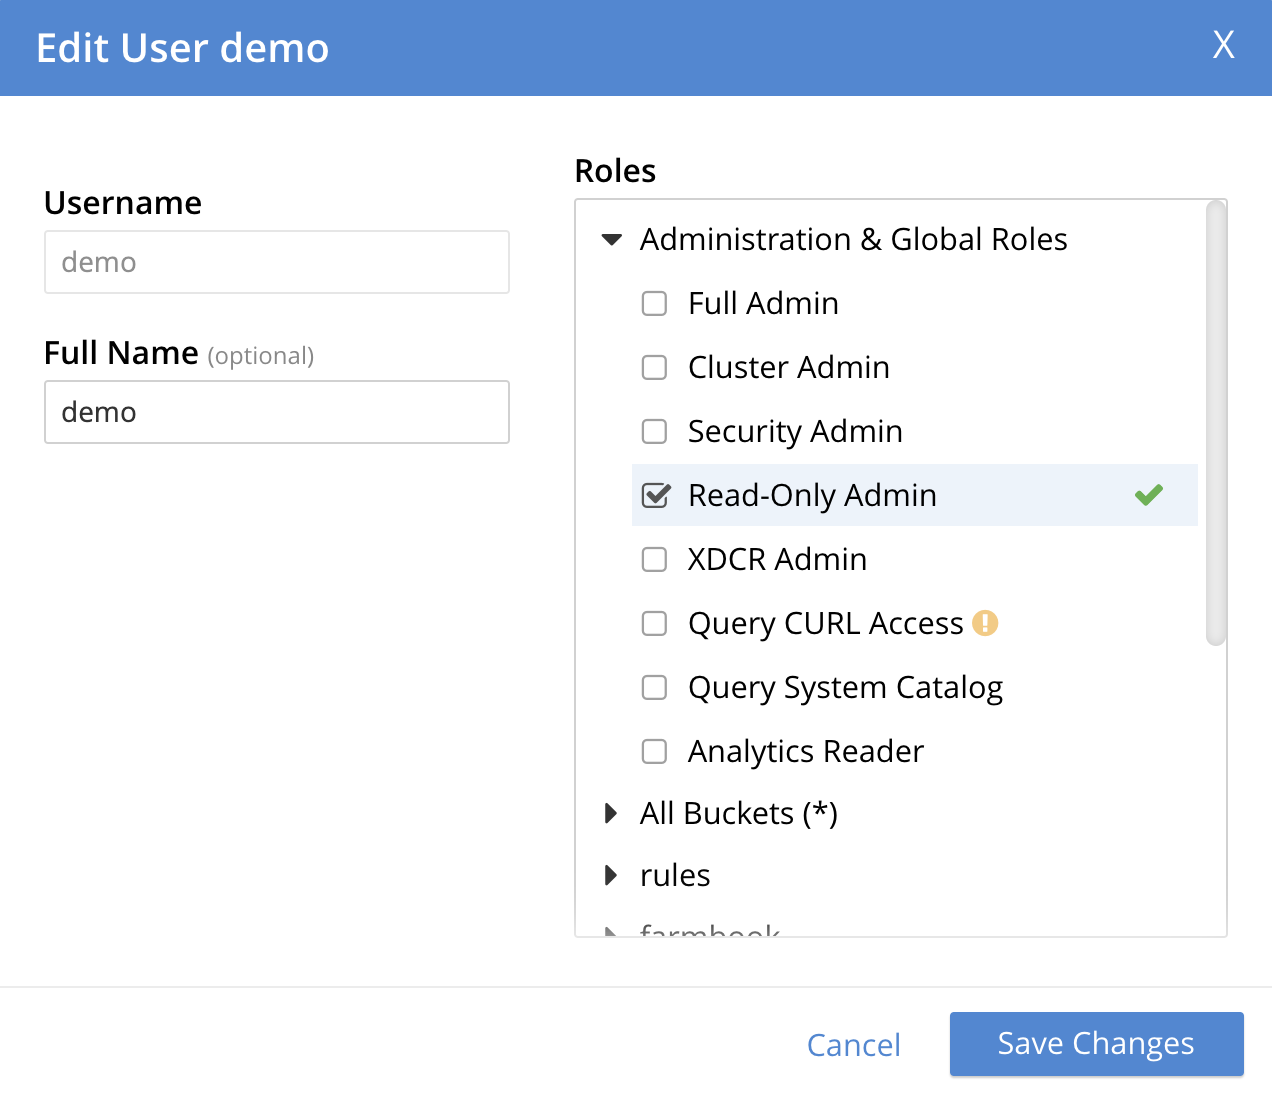 Edit User demo
X
Username
demo
Full Name (optional)
demo
Roles
Administration & Global Roles
Full Admin
Cluster Admin
Security Admin
Read-Only Admin
XDCR Admin
Query CURL Access
Query System Catalog
Analytics Reader
All Buckets (*)
rules
farmbook
Cancel
Save Changes